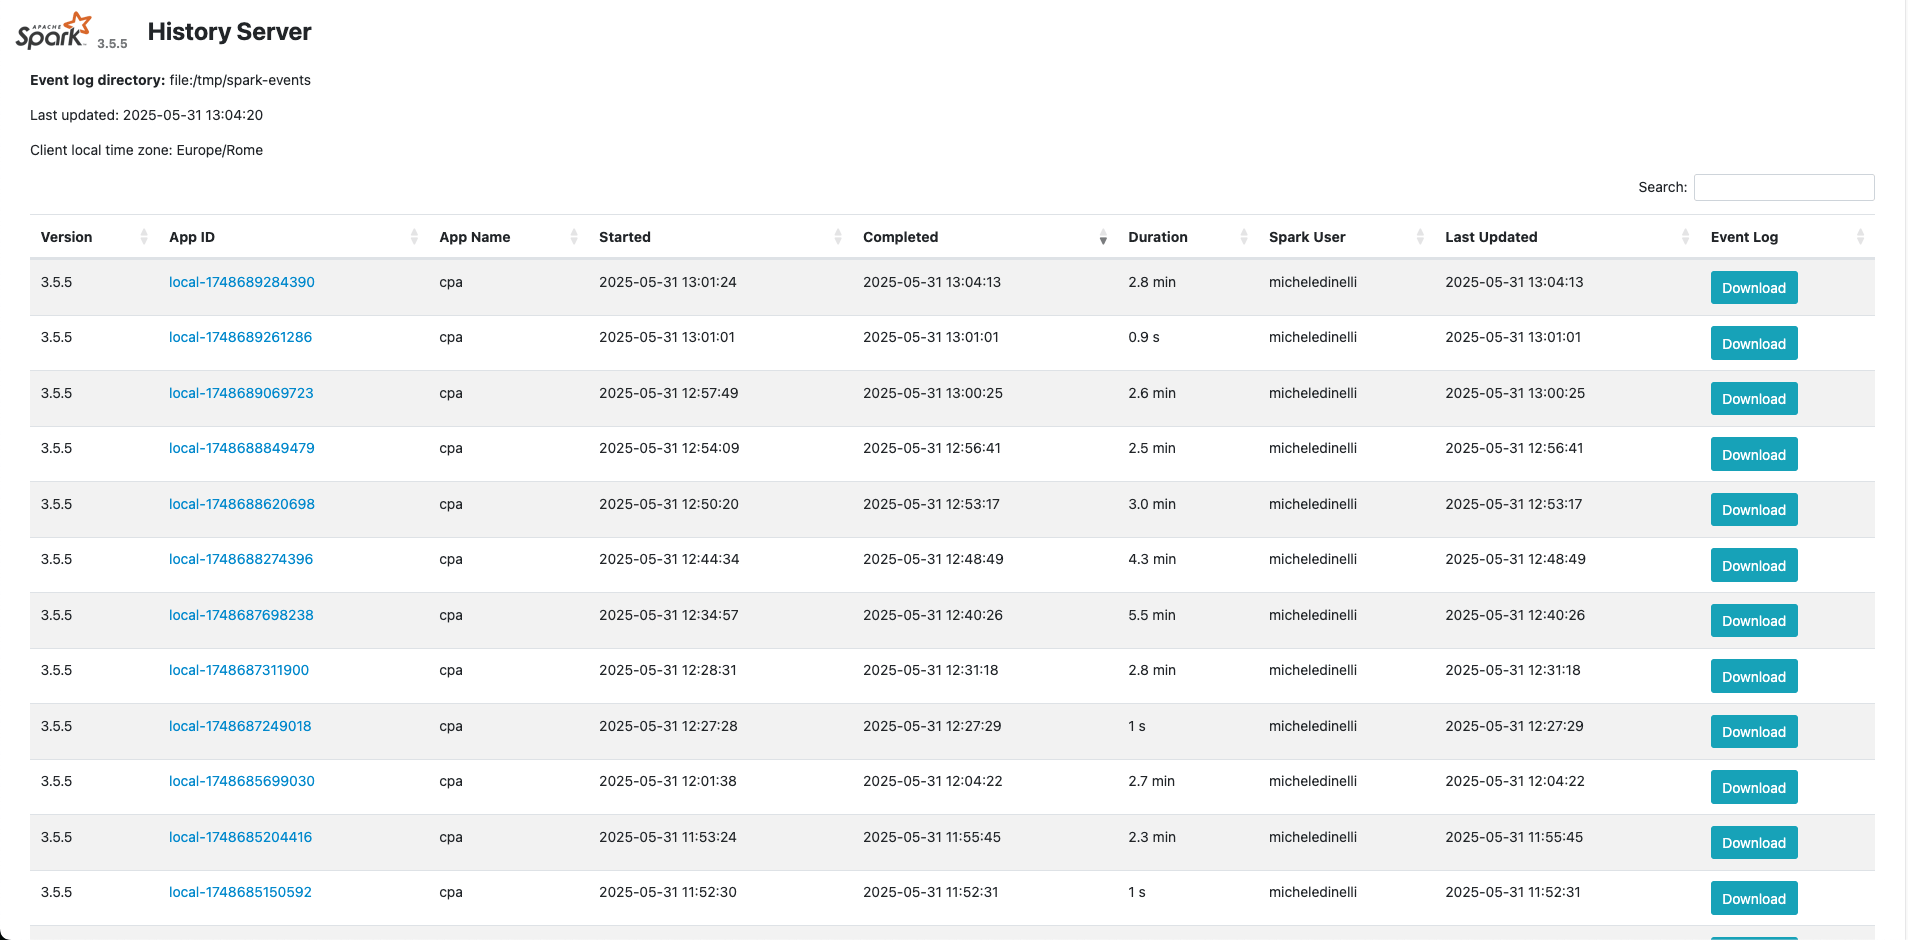 APACHE
Spark 3.5.5 History Server
Event log directory: file:/tmp/spark-events
Last updated: 2025-05-31 13:04:20
Client local time zone: Europe/Rome
Search:
Version App ID App Name Started Completed Duration Spark User Last Updated Event Log
3.5.5 local-1748689284390 cpa 2025-05-31 13:01:24 2025-05-31 13:04:13 2.8 min micheledinelli 2025-05-31 13:04:13 Download
3.5.5 local-1748689261286 cpa 2025-05-31 13:01:01 2025-05-31 13:01:01 0.9 s micheledinelli 2025-05-31 13:01:01 Download
3.5.5 local-1748689069723 cpa 2025-05-31 12:57:49 2025-05-31 13:00:25 2.6 min micheledinelli 2025-05-31 13:00:25 Download
3.5.5 local-1748688849479 cpa 2025-05-31 12:54:09 2025-05-31 12:56:41 2.5 min micheledinelli 2025-05-31 12:56:41 Download
3.5.5 local-1748688620698 cpa 2025-05-31 12:50:20 2025-05-31 12:53:17 3.0 min micheledinelli 2025-05-31 12:53:17 Download
3.5.5 local-1748688274396 cpa 2025-05-31 12:44:34 2025-05-31 12:48:49 4.3 min micheledinelli 2025-05-31 12:48:49 Download
3.5.5 local-1748687698238 cpa 2025-05-31 12:34:57 2025-05-31 12:40:26 5.5 min micheledinelli 2025-05-31 12:40:26 Download
3.5.5 local-1748687311900 cpa 2025-05-31 12:28:31 2025-05-31 12:31:18 2.8 min micheledinelli 2025-05-31 12:31:18 Download
3.5.5 local-1748687249018 cpa 2025-05-31 12:27:28 2025-05-31 12:27:29 1 s micheledinelli 2025-05-31 12:27:29 Download
3.5.5 local-1748685699030 cpa 2025-05-31 12:01:38 2025-05-31 12:04:22 2.7 min micheledinelli 2025-05-31 12:04:22 Download
3.5.5 local-1748685204416 cpa 2025-05-31 11:53:24 2025-05-31 11:55:45 2.3 min micheledinelli 2025-05-31 11:55:45 Download
3.5.5 local-1748685150592 cpa 2025-05-31 11:52:30 2025-05-31 11:52:31 1 s micheledinelli 2025-05-31 11:52:31 Download